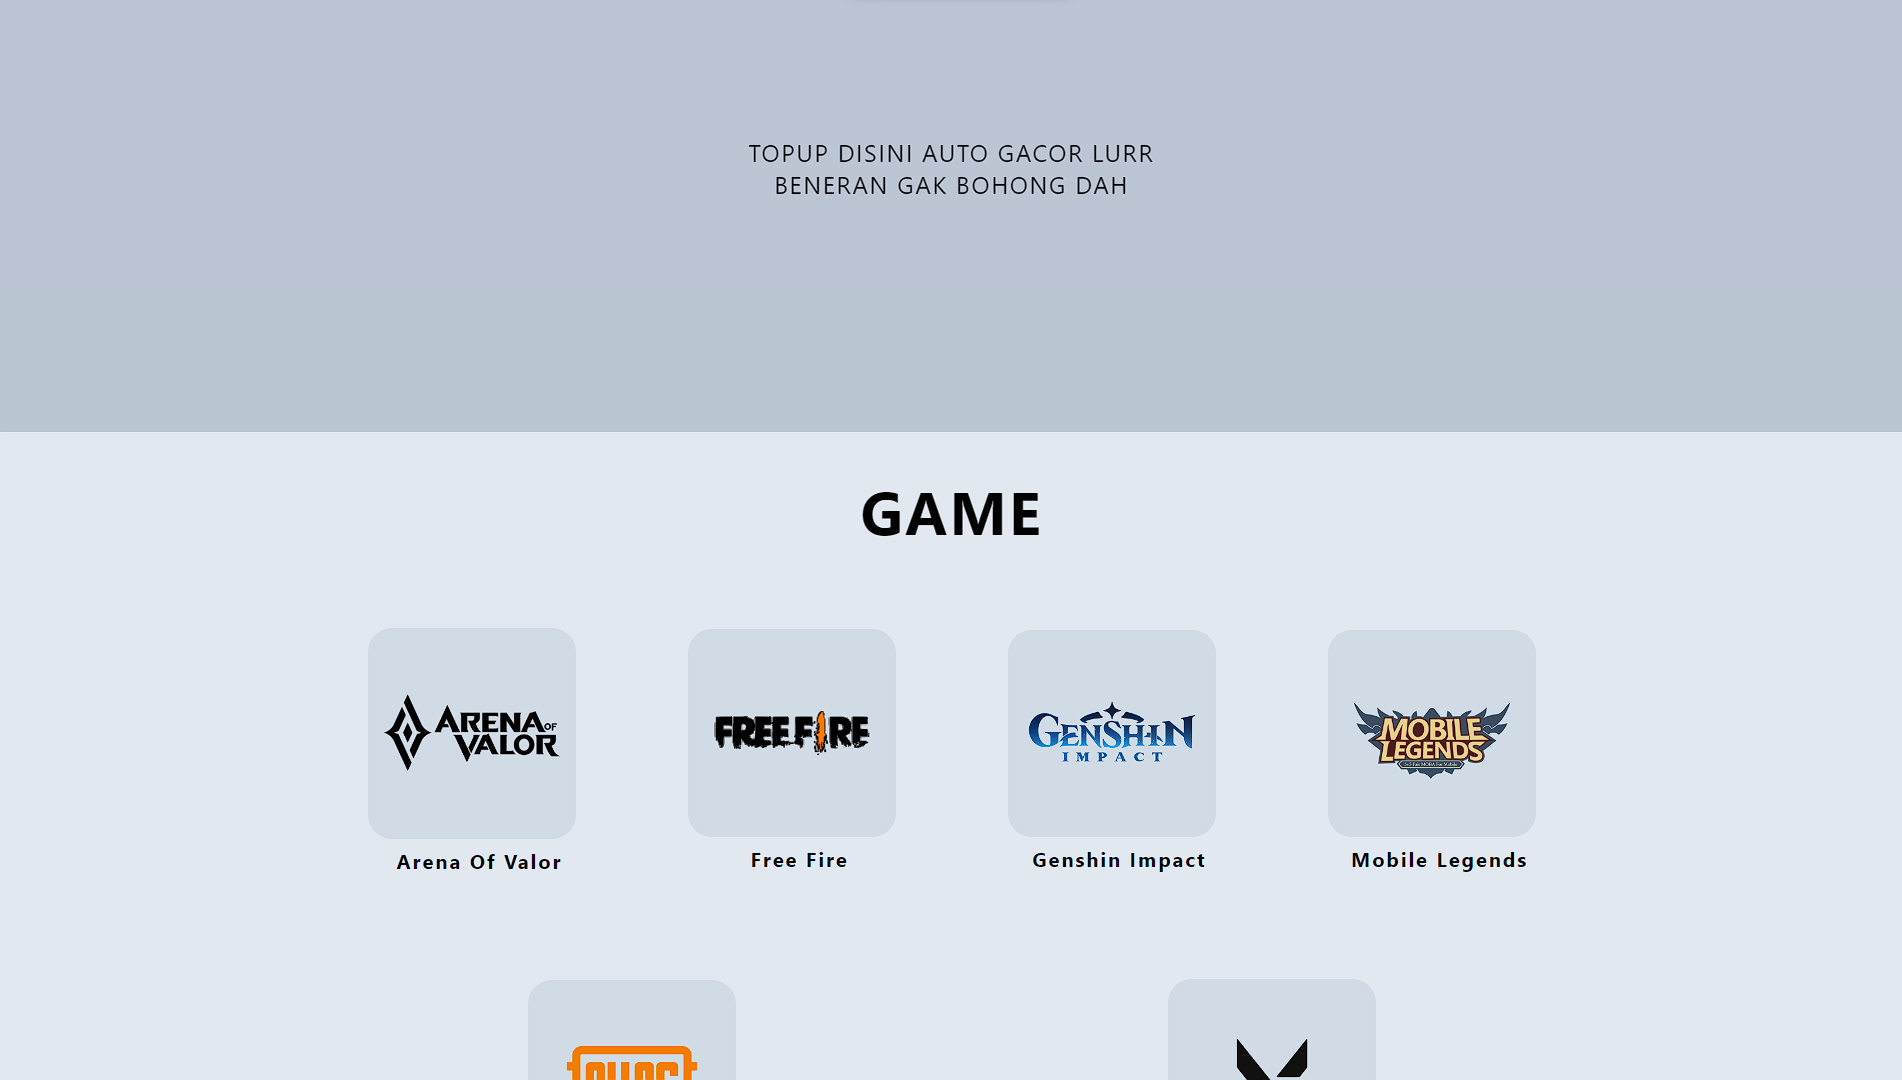 TOPUP DISINI AUTO GACOR LURR
BENERAN GAK BOHONG DAH
GAME
ARENA OF
VALOR
FREE FIRE
GENSHIN
IMPACT
MOBILE
LEGENDS
Arena Of Valor
Free Fire
Genshin Impact
Mobile Legends